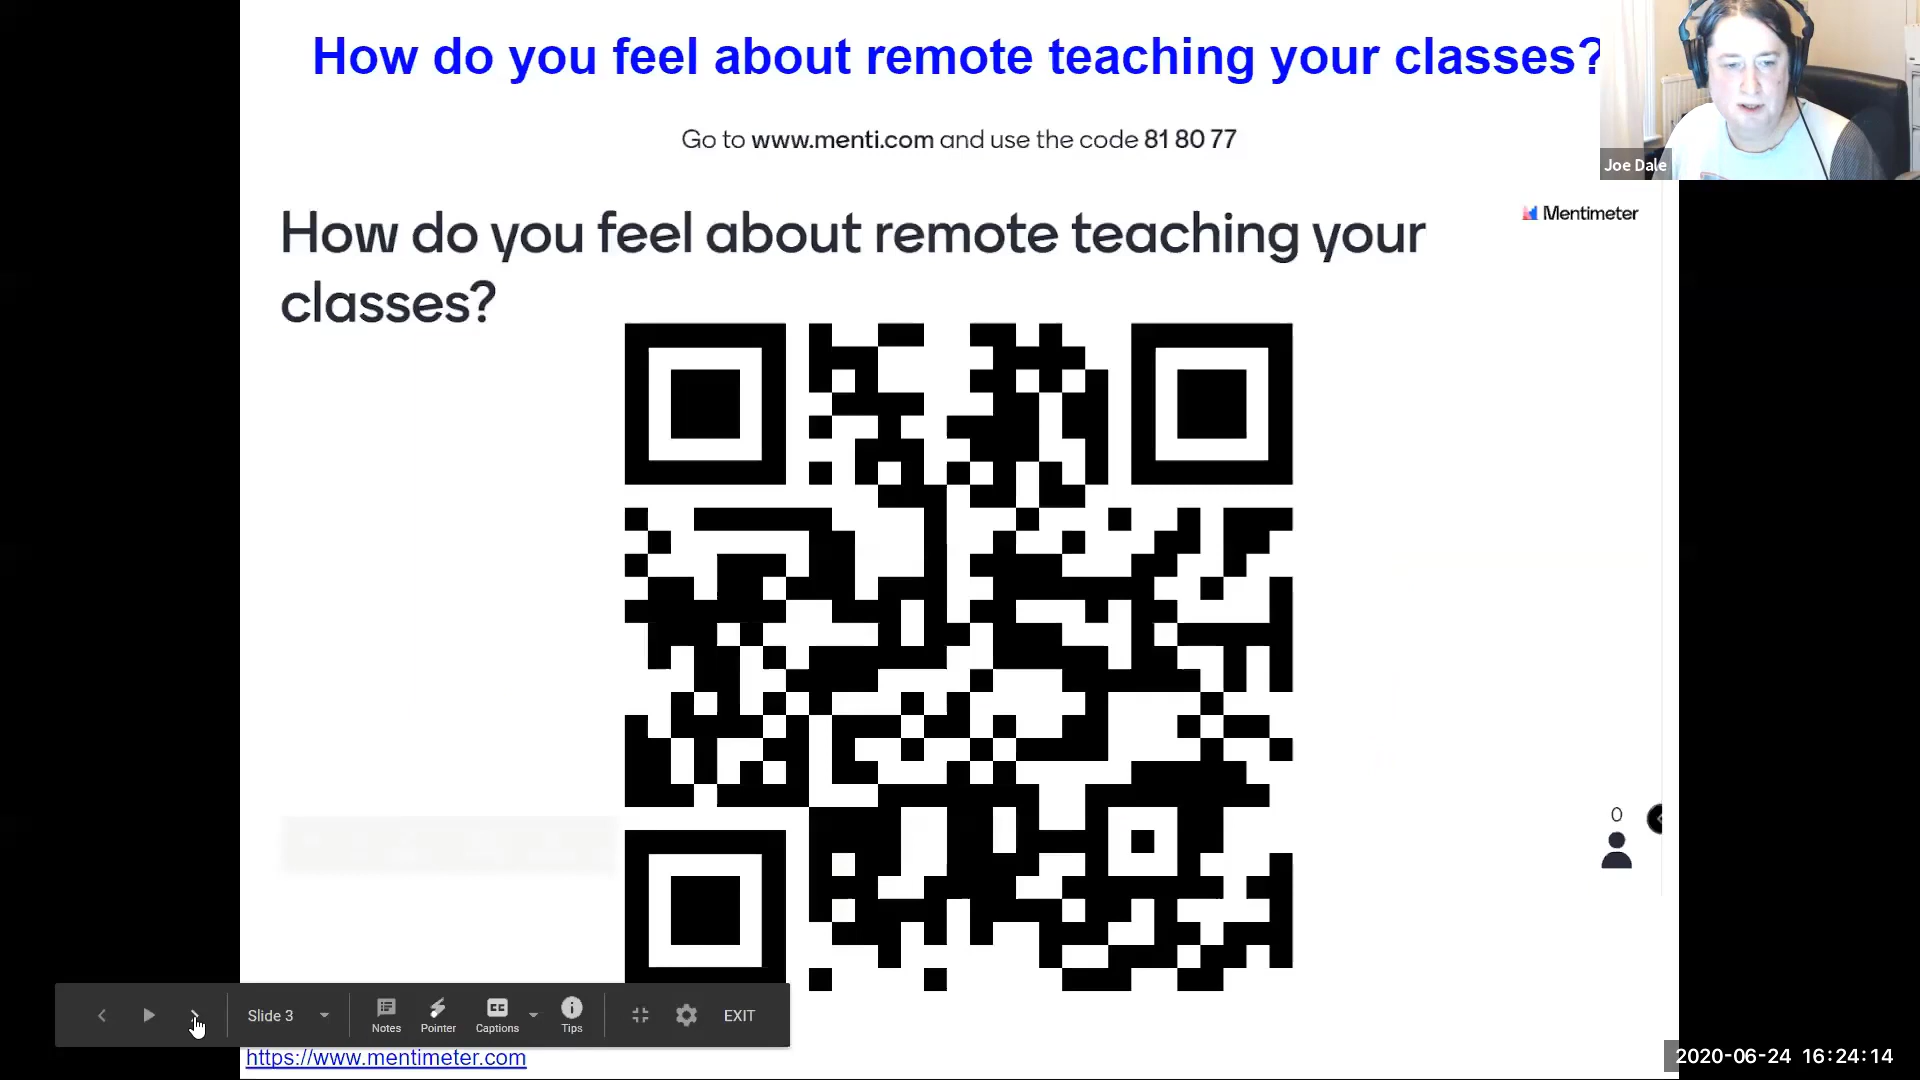 How do you feel about remote teaching your classes?
Go to www.menti.com and use the code 81 80 77
Joe Dale
Mentimeter
How do you feel about remote teaching your
classes?
0
Slide 3
Notes
Pointer
CC
Captions
Tips
EXIT
https://www.mentimeter.com
2020-06-24 16:24:14